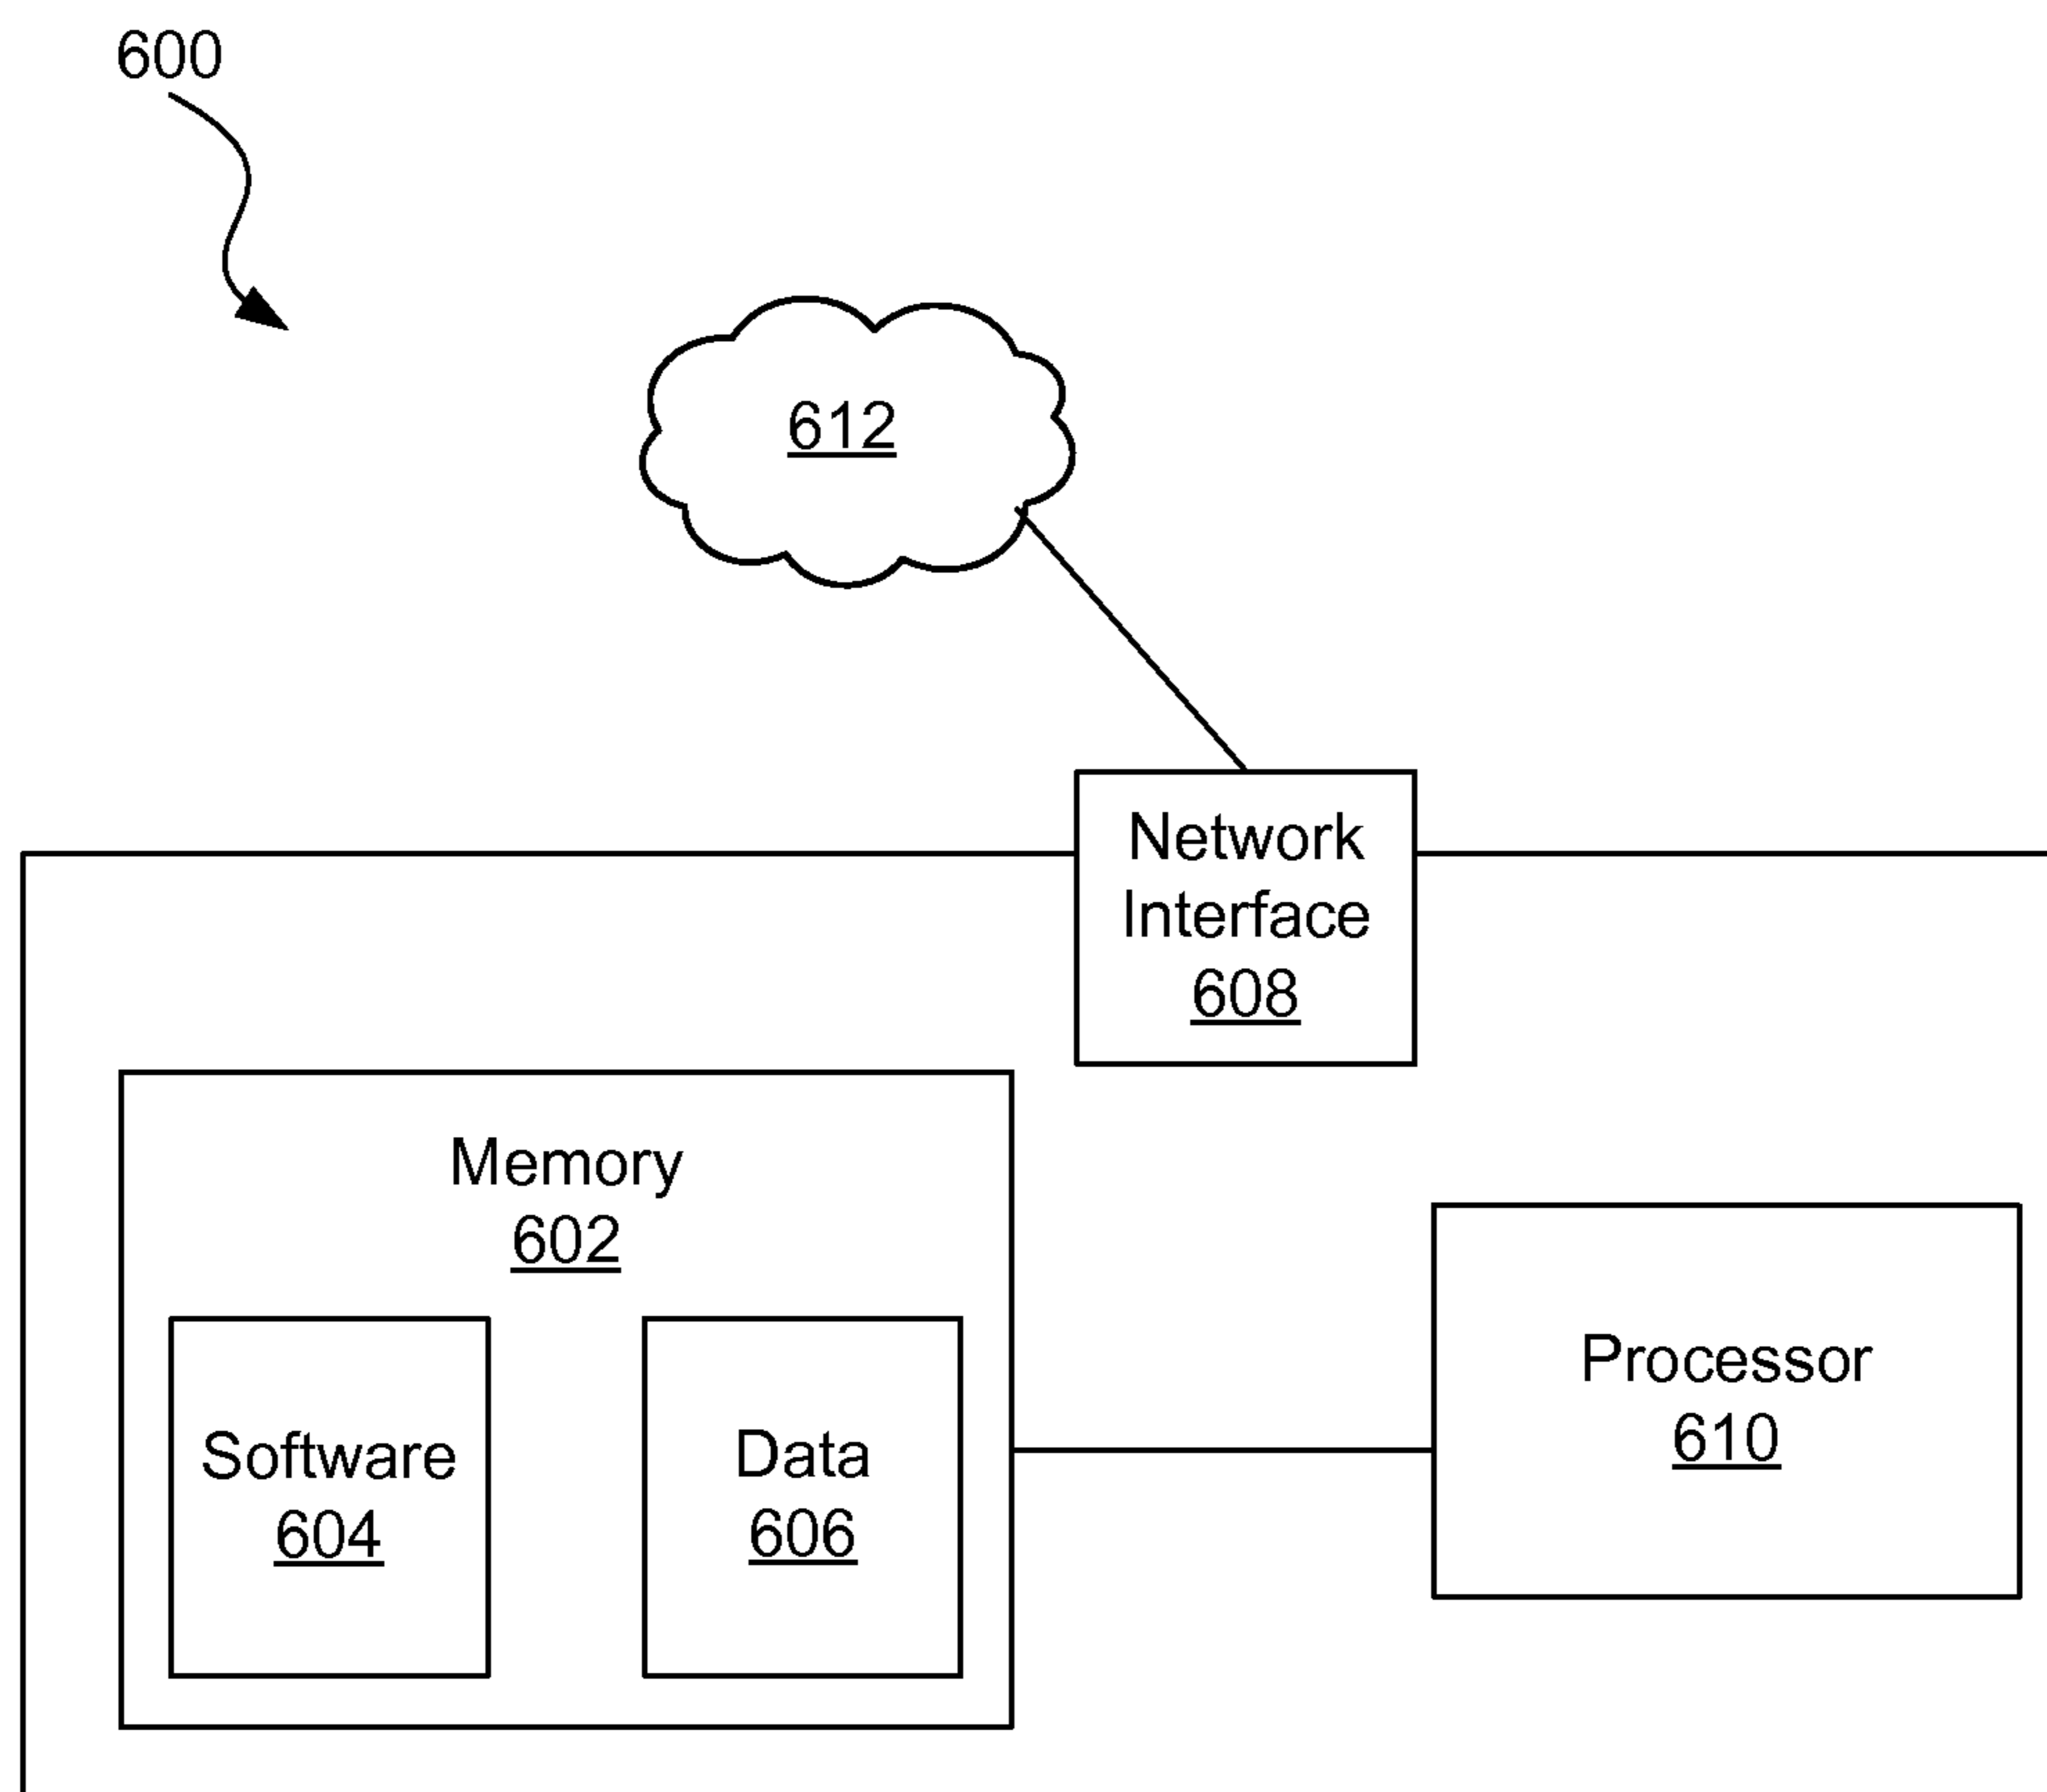 600
612
Network
Interface
608
Memory
602
Software
604
Data
606
Processor
610